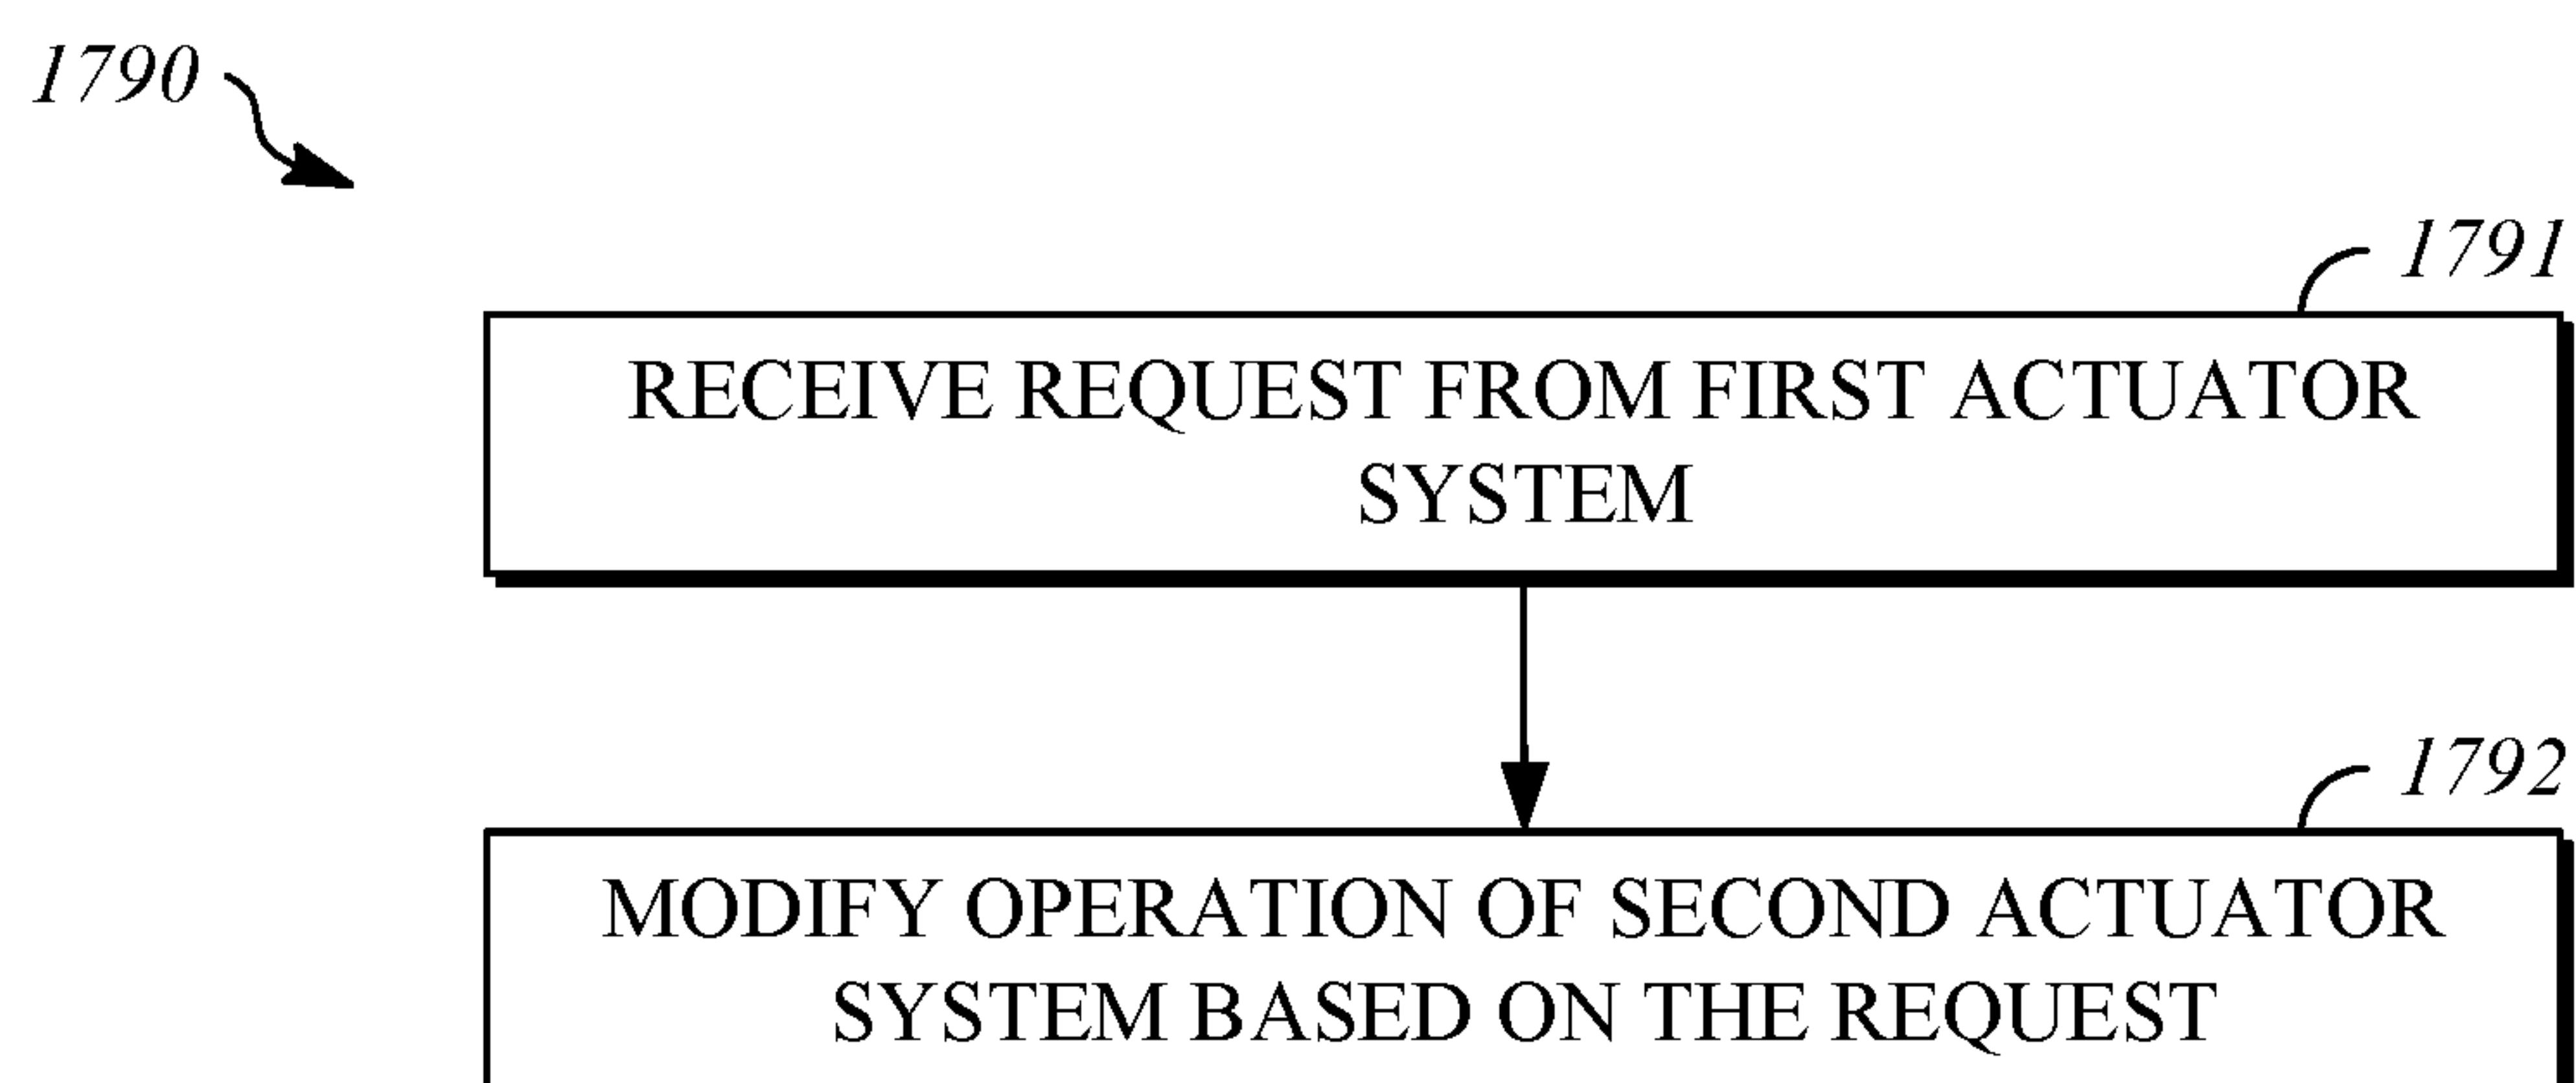 1790
1791
RECEIVE REQUEST FROM FIRST ACTUATOR
SYSTEM
1792
MODIFY OPERATION OF SECOND ACTUATOR
SYSTEM BASED ON THE REQUEST